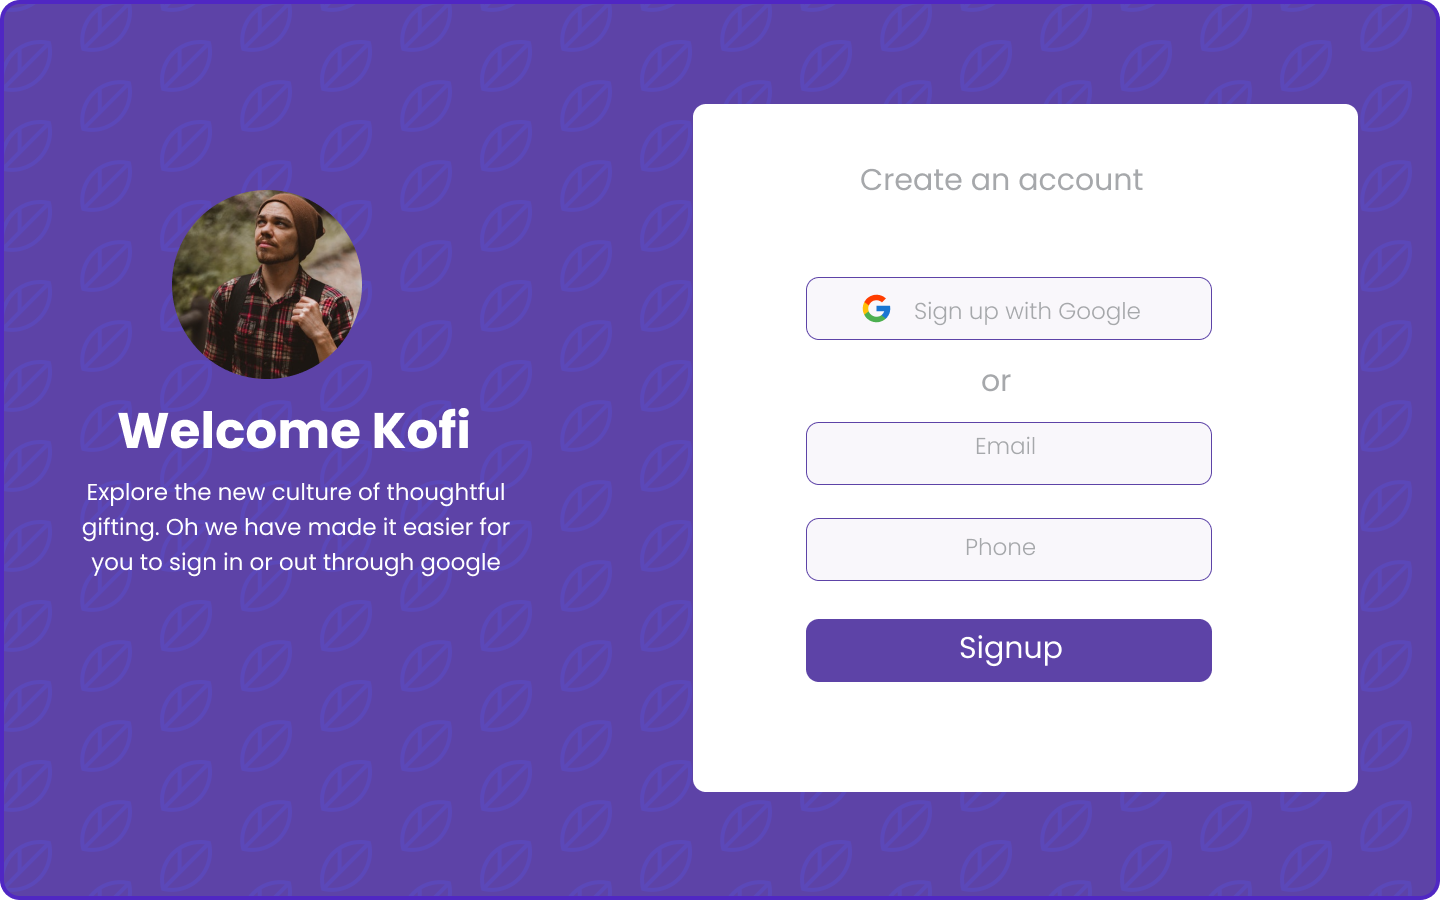 Welcome Kofi
Explore the new culture of thoughtful
gifting. Oh we have made it easier for
you to sign in or out through google
Create an account
Sign up with Google
or
Email
Phone
Signup